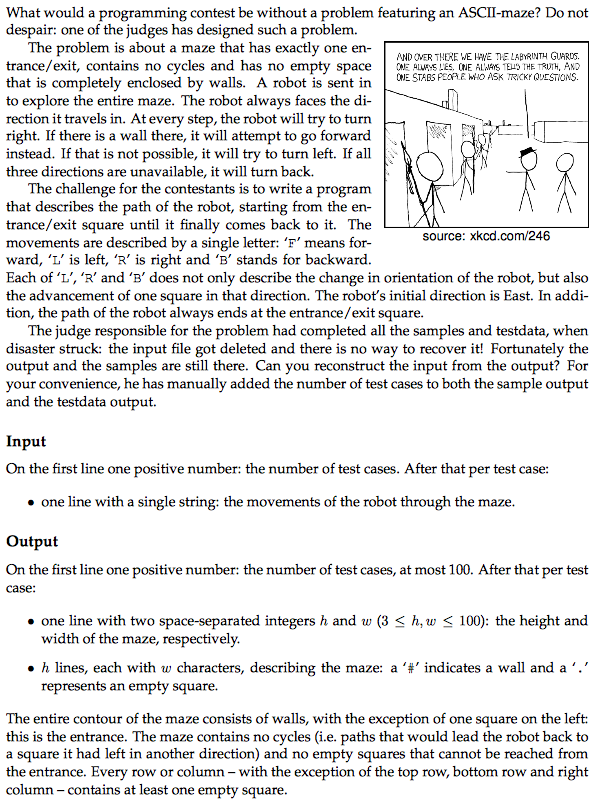 What would a programming contest be without a problem featuring an ASCII-maze? Do not
despair: one of the judges has designed such a problem.
The problem is about a maze that has exactly one en-
trance/exit, contains no cycles and has no empty space
that is completely enclosed by walls. A robot is sent in
to explore the entire maze. The robot always faces the di-
rection it travels in. At every step, the robot will try to turn
right. If there is a wall there, it will attempt to go forward
instead. If that is not possible, it will try to turn left. If all
three directions are unavailable, it will turn back.
The challenge for the contestants is to write a program
that describes the path of the robot, starting from the en-
trance/exit square until it finally comes back to it. The
movements are described by a single letter: 'F' means for-
ward, 'L' is left, 'R' is right and 'B' stands for backward.
AND OVER THERE WE HAVE THE LABYRINTH GUARDS.
ONE ALWAYS LIES, ONE ALWAYS TELLS THE TRUTH, AND
ONE STABS PEOPLE WHO ASK TRICKY QUESTIONS.
source: xkcd.com/246
Each of 'L', 'R' and 'B' does not only describe the change in orientation of the robot, but also
the advancement of one square in that direction. The robot's initial direction is East. In addi-
tion, the path of the robot always ends at the entrance/exit square.
The judge responsible for the problem had completed all the samples and testdata, when
disaster struck: the input file got deleted and there is no way to recover it! Fortunately the
output and the samples are still there. Can you reconstruct the input from the output? For
your convenience, he has manually added the number of test cases to both the sample output
and the testdata output.
Input
On the first line one positive number: the number of test cases. After that per test case:
• one line with a single string: the movements of the robot through the maze.
Output
On the first line one positive number: the number of test cases, at most 100. After that per test
case:
• one line with two space-separated integers h and w (3 ≤ h, w ≤ 100): the height and
width of the maze, respectively.
• h lines, each with w characters, describing the maze: a '#' indicates a wall and a '.'
represents an empty square.
The entire contour of the maze consists of walls, with the exception of one square on the left:
this is the entrance. The maze contains no cycles (i.e. paths that would lead the robot back to
a square it had left in another direction) and no empty squares that cannot be reached from
the entrance. Every row or column – with the exception of the top row, bottom row and right
column – contains at least one empty square.